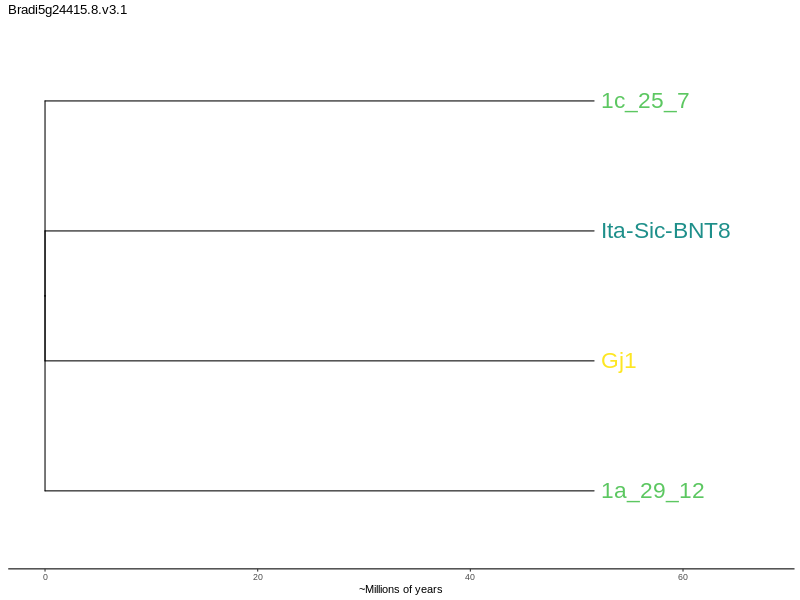 Bradi5g24415.8.v3.1
1c_25_7
Ita-Sic-BNT8
Gj1
1a_29_12
0 20 40 60
~Millions of years